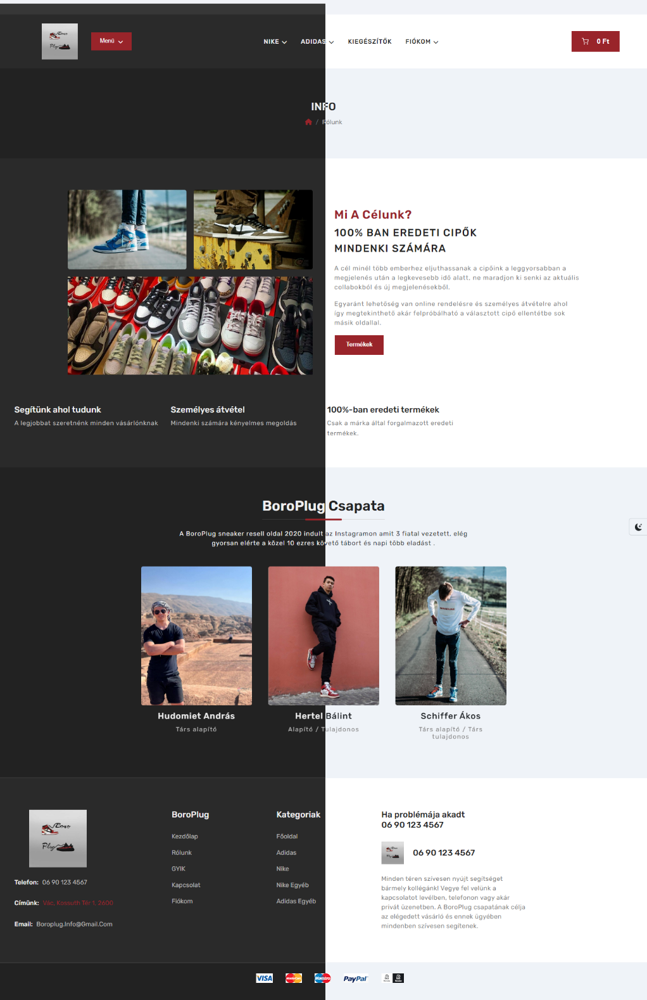 Boro
Plug
Menü
NIKE
ADIDAS
KIEGÉSZÍTŐK
FIÓKOM
0 Ft
INFO
/ Rólunk
Mi A Célunk?
100% BAN EREDETI CIPŐK
MINDENKI SZÁMÁRA
A cél minél több emberhez eljuthassanak a cipőink a leggyorsabban a
megjelenés után a legkevesebb idő alatt, ne maradjon ki senki az aktuális
collabokból és új megjelenésekből.
Egyaránt lehetőség van online rendelésre és személyes átvételre ahol
így megtekinthető akár felpróbálható a választott cipő ellentétbe sok
másik oldallal.
Termékek
Segítünk ahol tudunk
A legjobbat szeretnénk minden vásárlónknak
Személyes átvétel
Mindenki számára kényelmes megoldás
100%-ban eredeti termékek
Csak a márka által forgalmazott eredeti
termékek.
BoroPlug Csapata
A BoroPlug sneaker resell oldal 2020 indult az Instagramon amit 3 fiatal vezetett, elég
gyorsan elérte a közel 10 ezres követő tábort és napi több eladást .
Hudomiet András
Társ alapító
Hertel Bálint
Alapító / Tulajdonos
Schiffer Ákos
Társ alapító / Társ
tulajdonos
Boro
Plug
Telefon: 06 90 123 4567
Címünk: Vác, Kossuth Tér 1, 2600
Email: Boroplug.Info@Gmail.Com
BoroPlug
Kezdőlap
Rólunk
GYIK
Kapcsolat
Fiókom
Kategoriak
Főoldal
Adidas
Nike
Nike Egyéb
Adidas Egyéb
Ha problémája akadt
06 90 123 4567
06 90 123 4567
Minden téren szívesen nyújt segítséget
bármely kollégánk! Vegye fel velünk a
kapcsolatot levélben, telefonon vagy akár
privát üzenetben. A BoroPlug csapatának célja
az elégedett vásárló és ennek ügyében
mindenben szívesen segítenek.
VISA
MasterCard
Maestro
PayPal